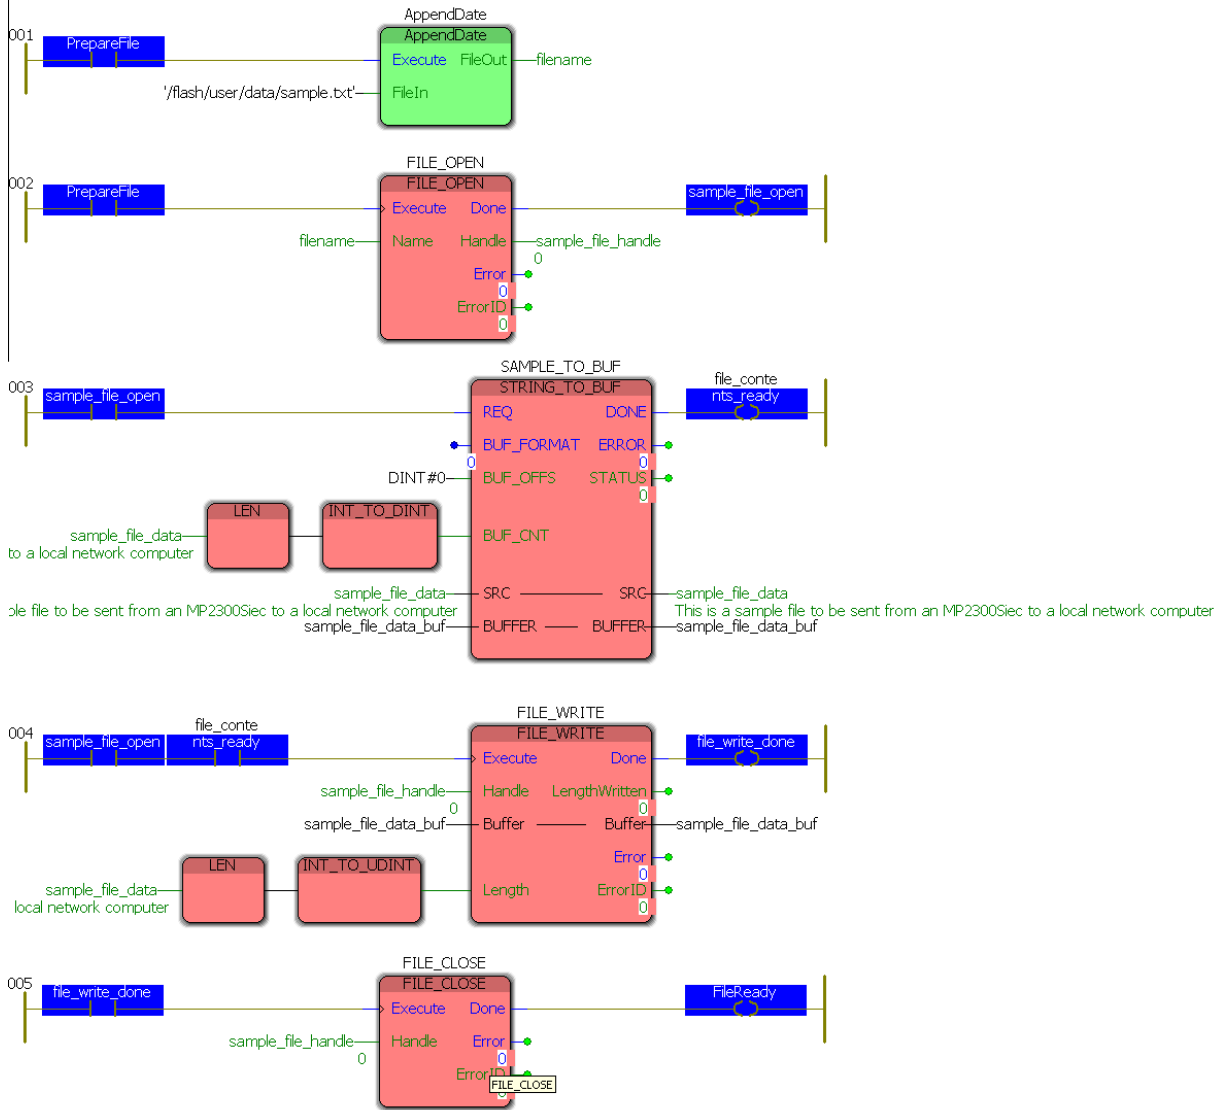 AppendDate
001
PrepareFile
AppendDate
Execute FileOut
filename
'/flash/user/data/sample.txt'
FileIn
FILE_OPEN
002
PrepareFile
FILE_OPEN
sample_file_open
Execute Done
filename
Name Handle
sample_file_handle
0
Error
0
ErrorID
0
SAMPLE_TO_BUF
003
sample_file_open
STRING_TO_BUF
file_conte
nts_ready
REQ DONE
BUF_FORMAT ERROR
0 0
DINT#0
BUF_OFFS STATUS
0
LEN
INT_TO_DINT
sample_file_data
BUF_CNT
to a local network computer
sample_file_data
SRC SRC
sample_file_data
ple file to be sent from an MP2300Siec to a local network computer
This is a sample file to be sent from an MP2300Siec to a local network computer
sample_file_data_buf
BUFFER BUFFER
sample_file_data_buf
FILE_WRITE
004
sample_file_open
file_conte
nts_ready
FILE_WRITE
file_write_done
Execute Done
sample_file_handle
0
Handle LengthWritten
0
sample_file_data_buf
Buffer Buffer
sample_file_data_buf
Error
0
LEN
INT_TO_UDINT
sample_file_data
Length ErrorID
0
local network computer
FILE_CLOSE
005
file_write_done
FILE_CLOSE
FileReady
Execute Done
sample_file_handle
0
Handle Error
0
ErrorID
FILE_CLOSE